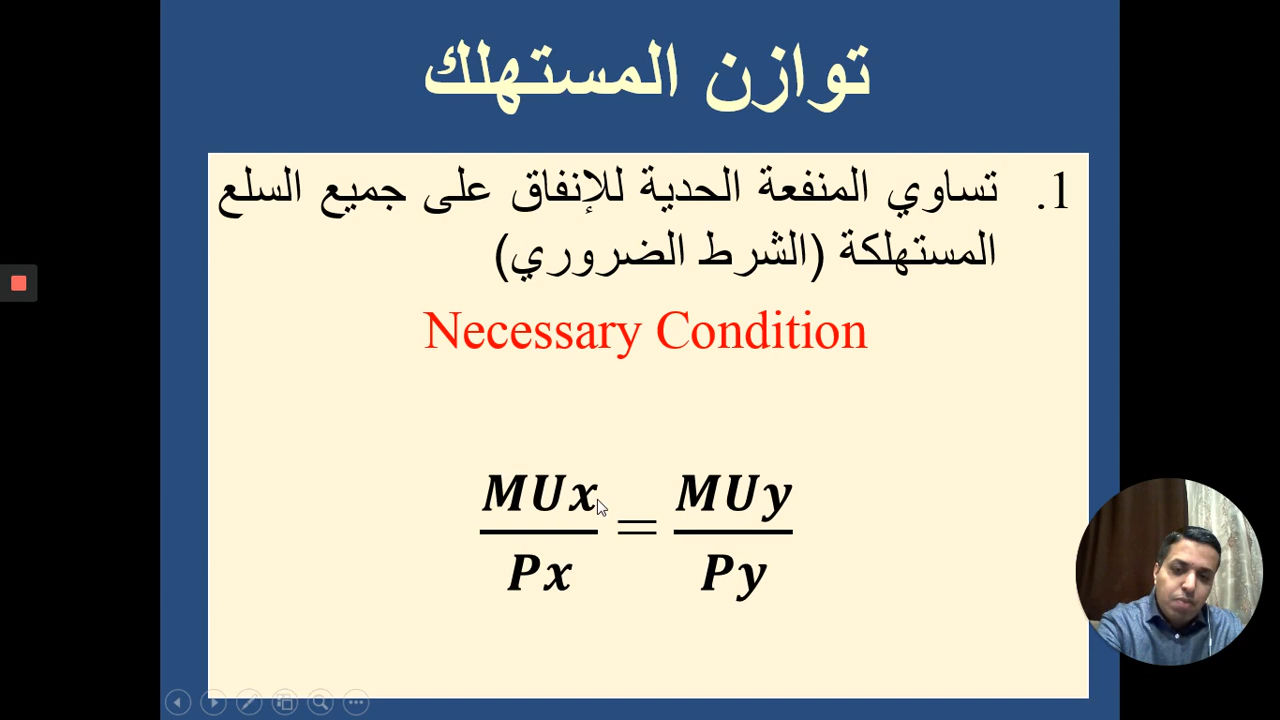 توازن المستهلك
1. تساوي المنفعة الحدية للإنفاق على جميع السلع
المستهلكة (الشرط الضروري)
Necessary Condition
MUx / Px = MUy / Py